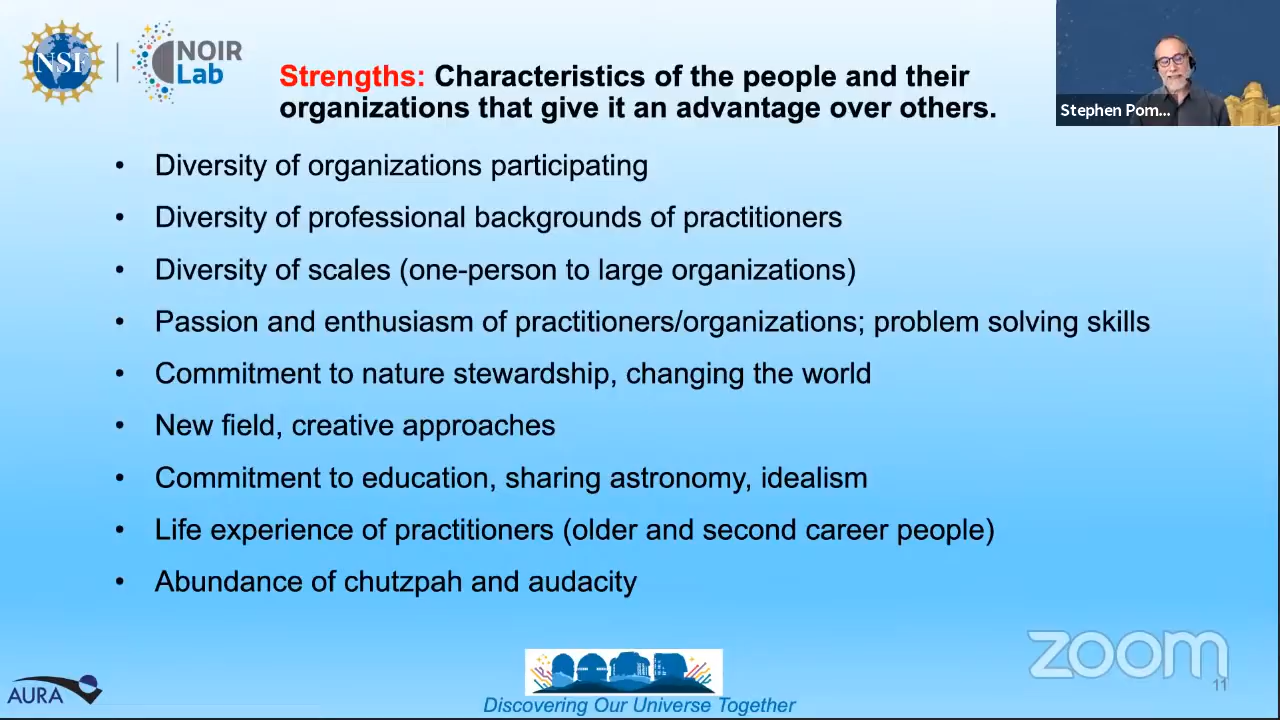 NSF
NOIR
Lab
Strengths: Characteristics of the people and their
organizations that give it an advantage over others.
Stephen Pom...
• Diversity of organizations participating
• Diversity of professional backgrounds of practitioners
• Diversity of scales (one-person to large organizations)
• Passion and enthusiasm of practitioners/organizations; problem solving skills
• Commitment to nature stewardship, changing the world
• New field, creative approaches
• Commitment to education, sharing astronomy, idealism
• Life experience of practitioners (older and second career people)
• Abundance of chutzpah and audacity
zoom
11
AURA
Discovering Our Universe Together